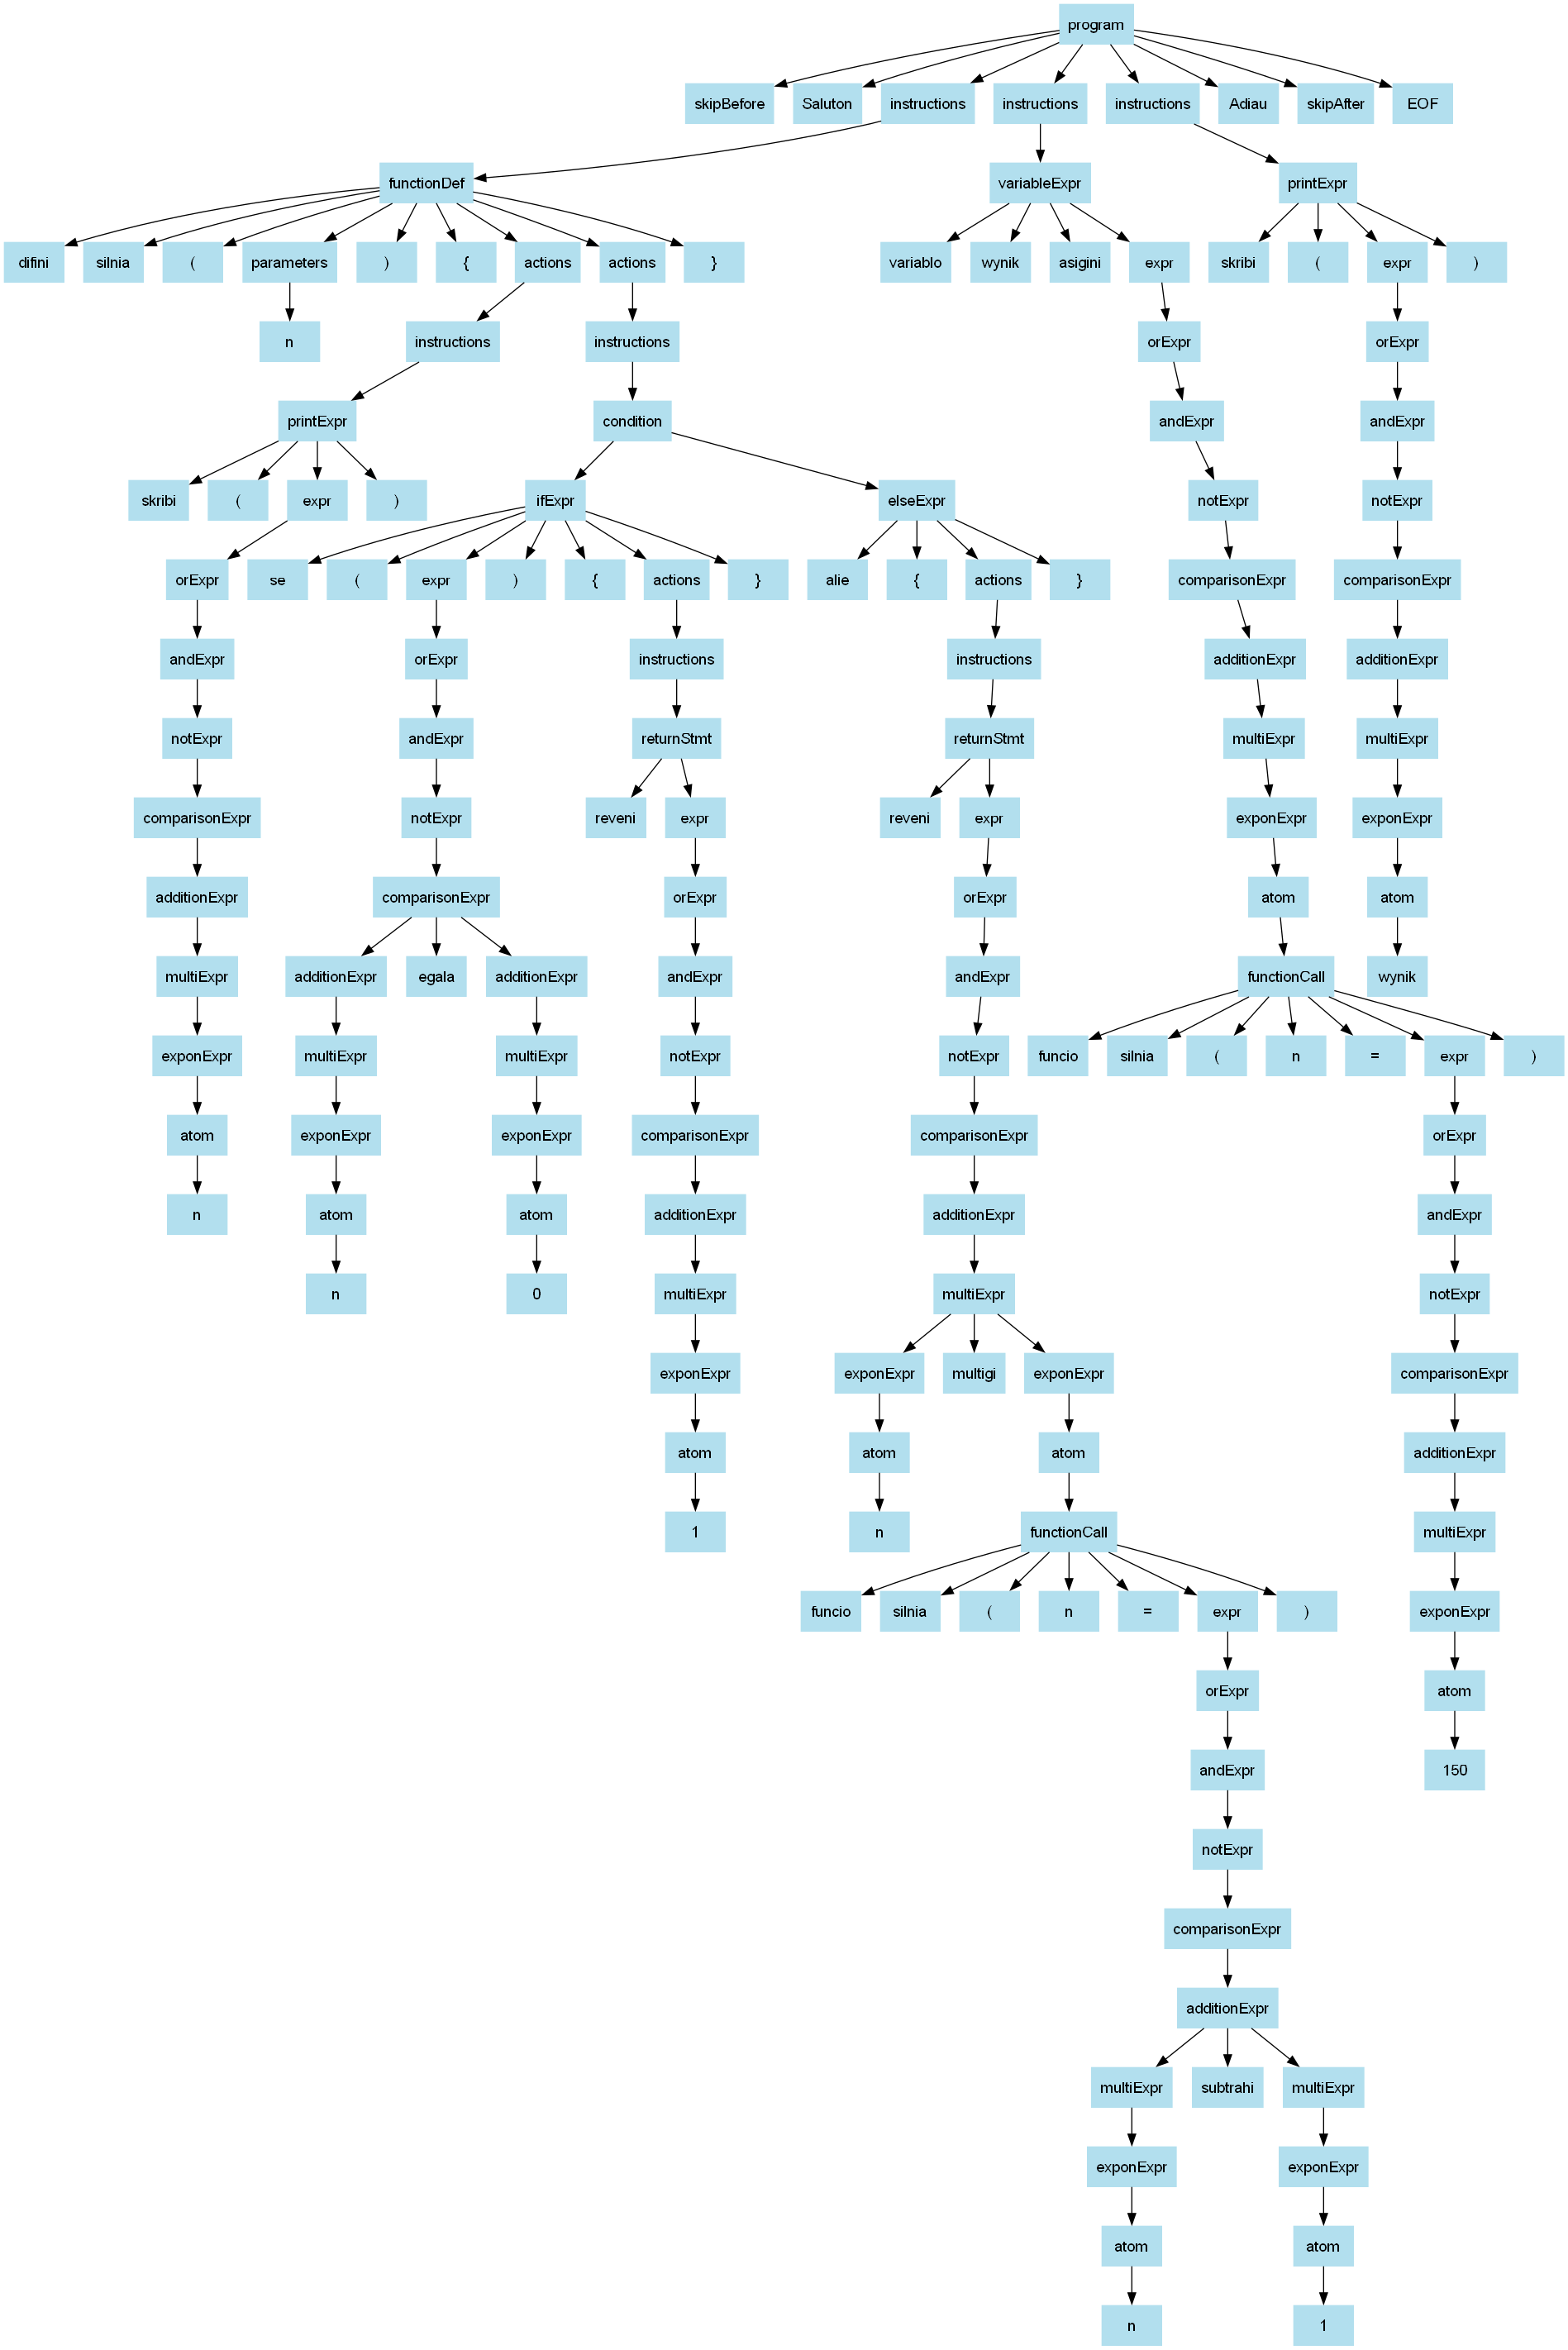 program
skipBefore Saluton instructions instructions instructions Adiau skipAfter EOF
functionDef variableExpr printExpr
difini silnia ( parameters ) { actions actions } variablo wynik asigini expr skribi ( expr )
n instructions instructions orExpr orExpr
printExpr condition andExpr andExpr
skribi ( expr ) ifExpr elseExpr notExpr notExpr
orExpr se ( expr ) { actions } alie { actions } comparisonExpr comparisonExpr
andExpr orExpr instructions instructions additionExpr additionExpr
notExpr andExpr returnStmt returnStmt multiExpr multiExpr
comparisonExpr notExpr reveni expr reveni expr exponExpr exponExpr
additionExpr comparisonExpr orExpr orExpr atom atom
multiExpr additionExpr egala additionExpr andExpr andExpr functionCall wynik
exponExpr multiExpr multiExpr notExpr notExpr funcio silnia ( n = expr )
atom exponExpr exponExpr comparisonExpr comparisonExpr orExpr
n atom atom additionExpr additionExpr andExpr
n 0 multiExpr multiExpr notExpr
exponExpr exponExpr multigi exponExpr comparisonExpr
atom atom atom additionExpr
1 n functionCall multiExpr
funcio silnia ( n = expr ) exponExpr
orExpr atom
andExpr 150
notExpr
comparisonExpr
additionExpr
multiExpr subtrahi multiExpr
exponExpr exponExpr
atom atom
n 1